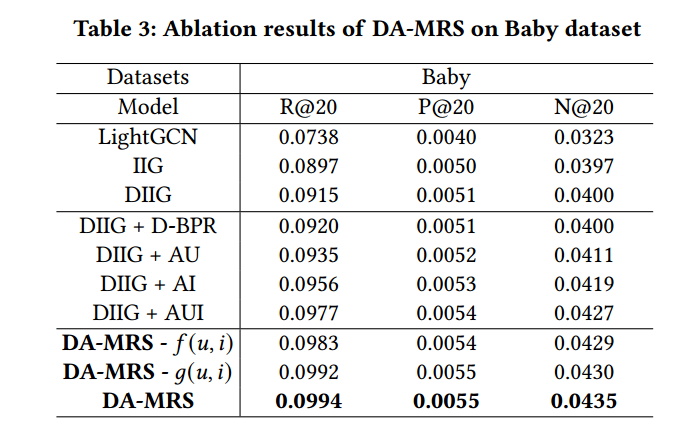 Table 3: Ablation results of DA-MRS on Baby dataset
Datasets Baby
Model R@20 P@20 N@20
LightGCN 0.0738 0.0040 0.0323
IIG 0.0897 0.0050 0.0397
DIIG 0.0915 0.0051 0.0400
DIIG + D-BPR 0.0920 0.0051 0.0400
DIIG + AU 0.0935 0.0052 0.0411
DIIG + AI 0.0956 0.0053 0.0419
DIIG + AUI 0.0977 0.0054 0.0427
DA-MRS - f(u, i) 0.0983 0.0054 0.0429
DA-MRS - g(u, i) 0.0992 0.0055 0.0430
DA-MRS 0.0994 0.0055 0.0435